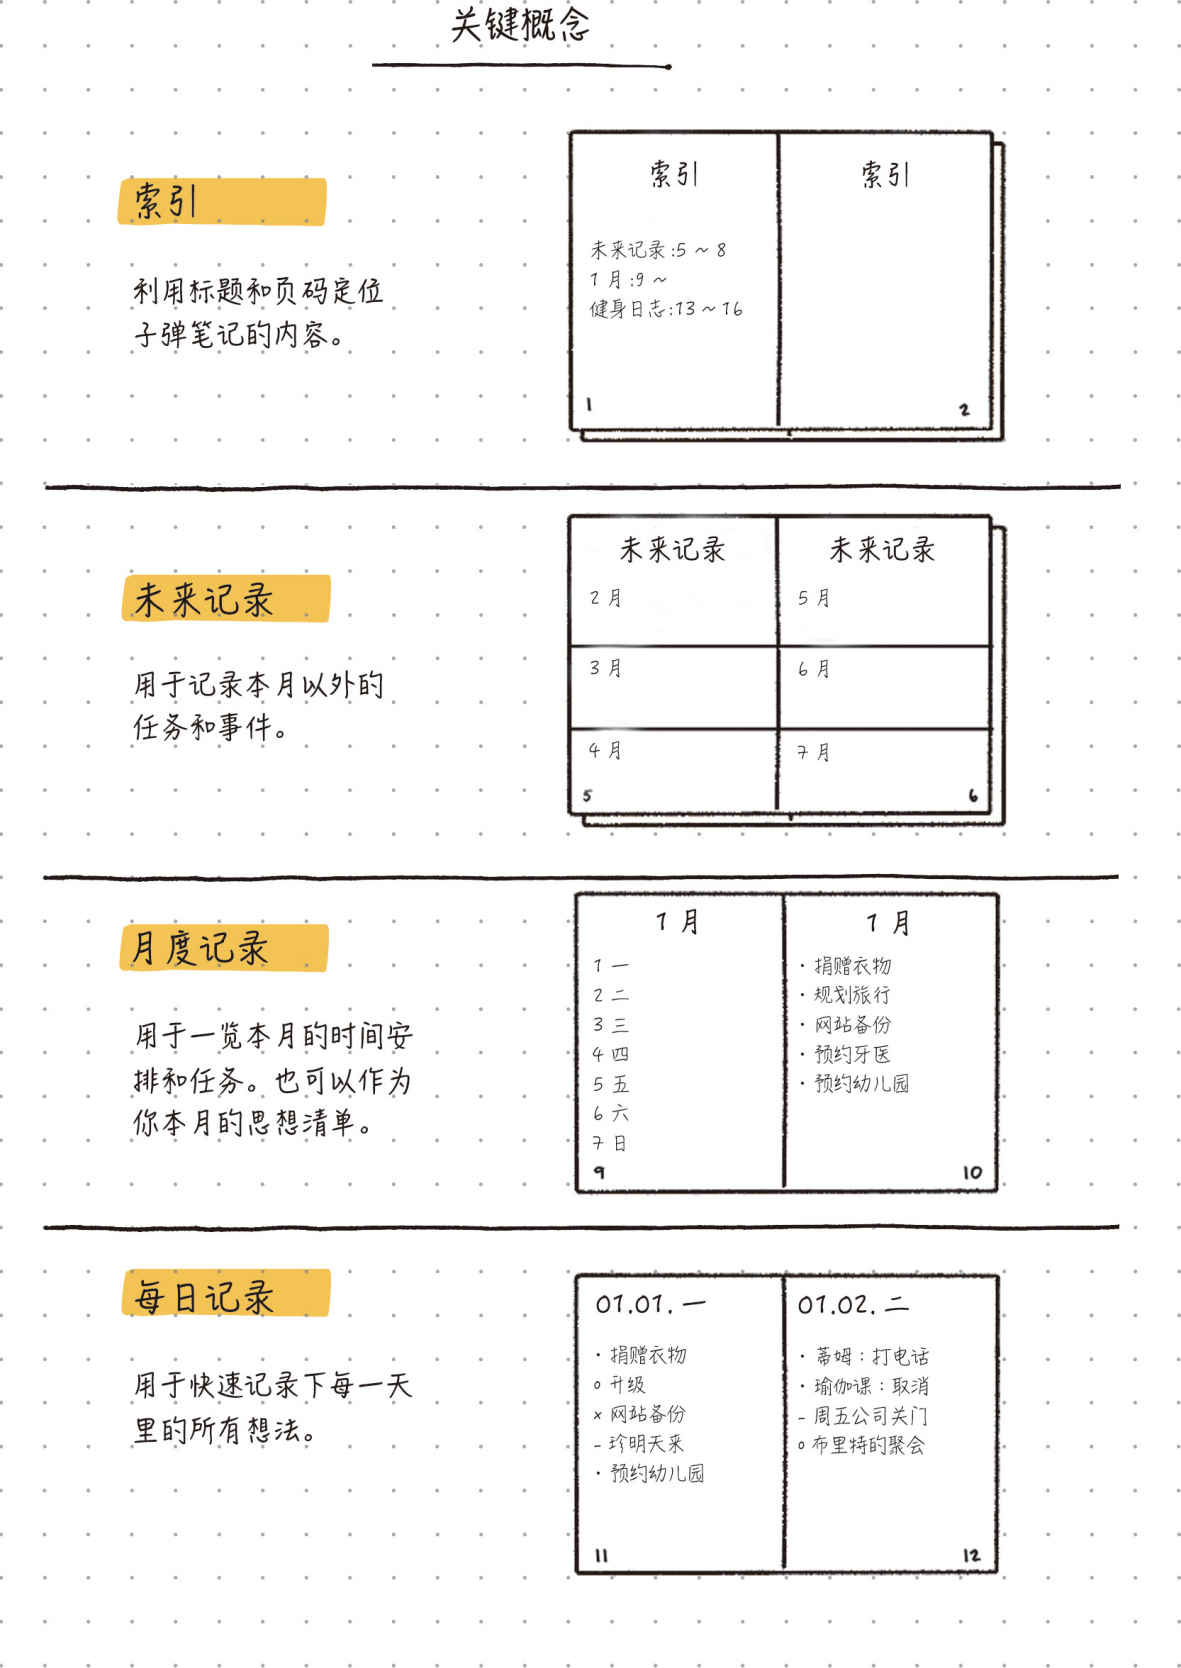 关键概念
索引
利用标题和页码定位
子弹笔记的内容。
索引
未来记录:5 ~ 8
1 月:9 ~
健身日志:13 ~ 16
1
索引
2
未来记录
用于记录本月以外的
任务和事件。
未来记录
2 月
3 月
4 月
5
未来记录
5 月
6 月
7 月
6
月度记录
用于一览本月的时间安
排和任务。也可以作为
你本月的思想清单。
1 月
1 一
2 二
3 三
4 四
5 五
6 六
7 日
9
1 月
· 捐赠衣物
· 规划旅行
· 网站备份
· 预约牙医
· 预约幼儿园
10
每日记录
用于快速记录下每一天
里的所有想法。
01.01. 一
· 捐赠衣物
o 升级
× 网站备份
– 珍明天来
· 预约幼儿园
11
01.02. 二
· 蒂姆：打电话
· 瑜伽课：取消
– 周五公司关门
o 布里特的聚会
12